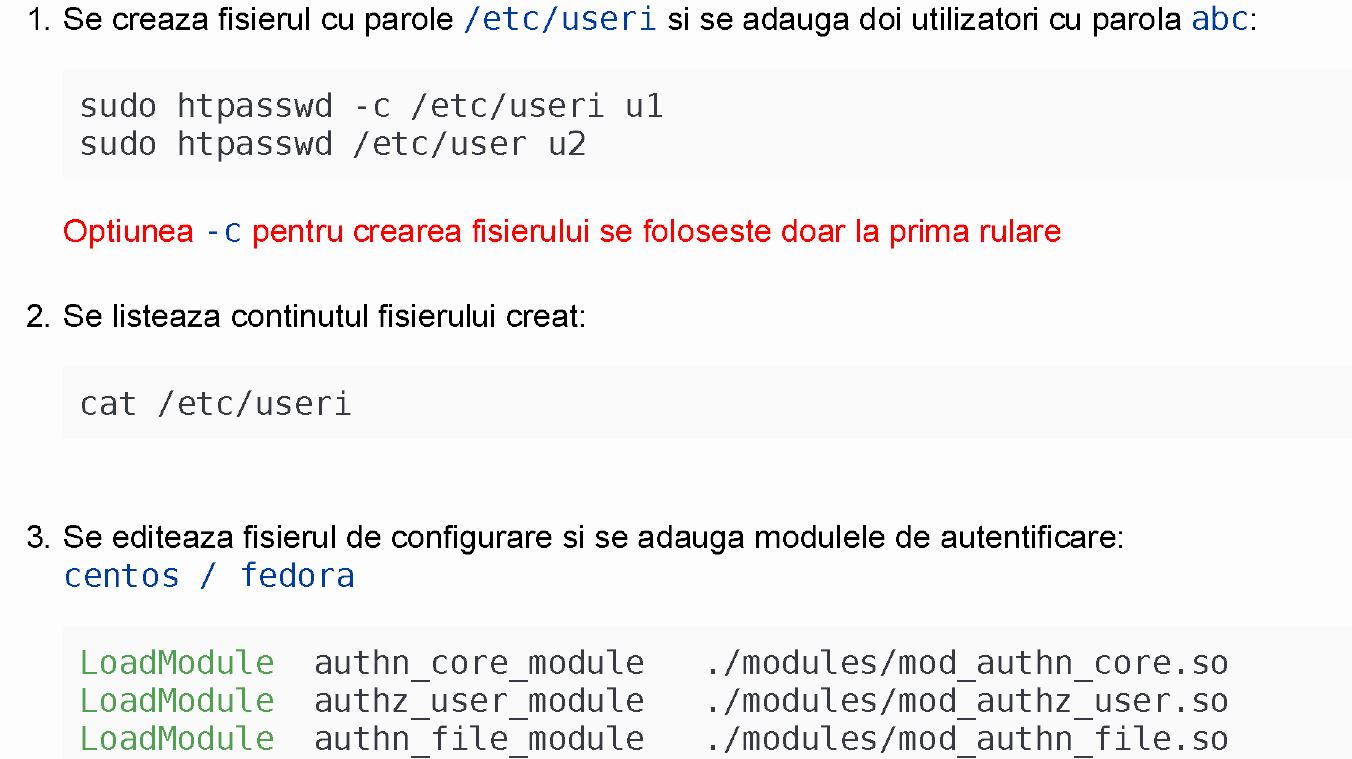 1. Se creaza fisierul cu parole /etc/useri si se adauga doi utilizatori cu parola abc:
sudo htpasswd -c /etc/useri u1
sudo htpasswd /etc/user u2
Optiunea -c pentru crearea fisierului se foloseste doar la prima rulare
2. Se listeaza continutul fisierului creat:
cat /etc/useri
3. Se editeaza fisierul de configurare si se adauga modulele de autentificare:
centos / fedora
LoadModule  authn_core_module   ./modules/mod_authn_core.so
LoadModule  authz_user_module   ./modules/mod_authz_user.so
LoadModule  authn_file_module   ./modules/mod_authn_file.so